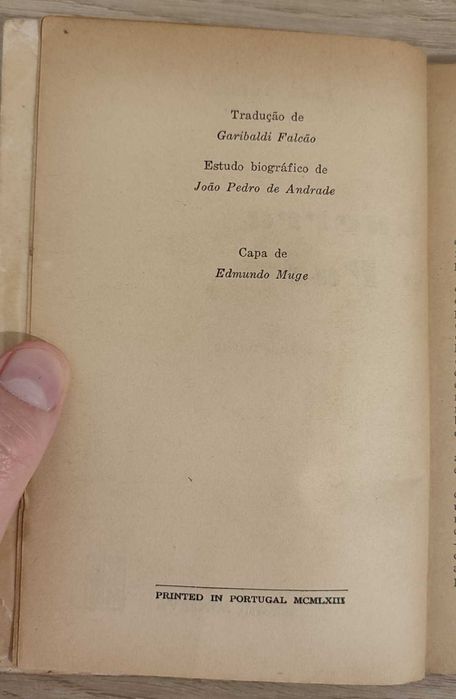 Tradução de
Garibaldi Falcão
Estudo biográfico de
João Pedro de Andrade
Capa de
Edmundo Muge
PRINTED IN PORTUGAL MCMLXIII